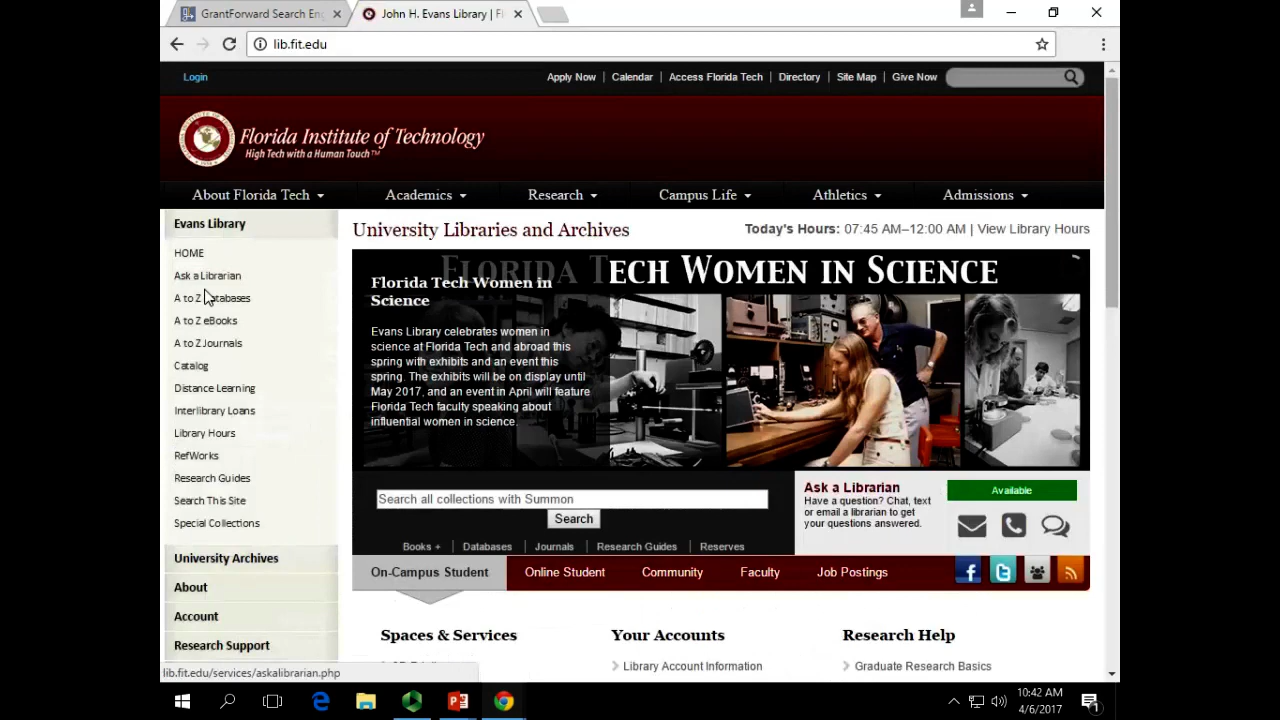 GrantForward Search En
John H. Evans Library | Fl
lib.fit.edu
Login
Apply Now | Calendar | Access Florida Tech | Directory | Site Map | Give Now
Florida Institute of Technology
High Tech with a Human Touch™
About Florida Tech
Academics
Research
Campus Life
Athletics
Admissions
Evans Library
HOME
Ask a Librarian
A to Z Databases
A to Z eBooks
A to Z Journals
Catalog
Distance Learning
Interlibrary Loans
Library Hours
RefWorks
Research Guides
Search This Site
Special Collections
University Archives
About
Account
Research Support
University Libraries and Archives
Today's Hours: 07:45 AM–12:00 AM | View Library Hours
Florida Tech Women in Science
Florida Tech Women in
Science
Evans Library celebrates women in
science at Florida Tech and abroad this
spring with exhibits and an event this
spring. The exhibits will be on display until
May 2017, and an event in April will feature
Florida Tech faculty speaking about
influential women in science.
Search all collections with Summon
Search
Books + | Databases | Journals | Research Guides | Reserves
Ask a Librarian
Have a question? Chat, text
or email a librarian to get
your questions answered.
Available
On-Campus Student
Online Student
Community
Faculty
Job Postings
Spaces & Services
Your Accounts
Library Account Information
Research Help
Graduate Research Basics
lib.fit.edu/services/askalibrarian.php
10:42 AM
4/6/2017